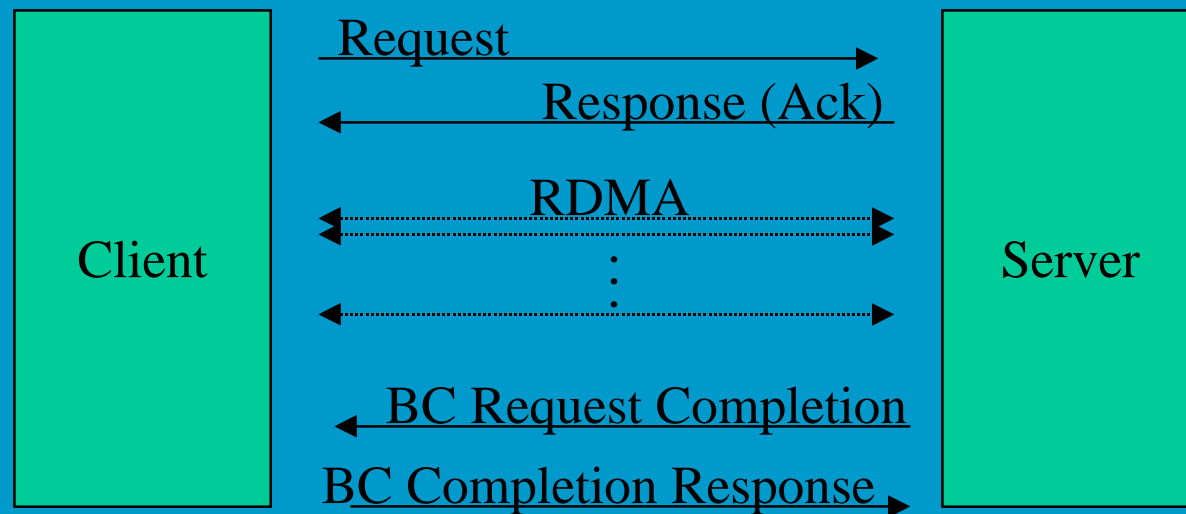 Request
Response (Ack)
RDMA
Client
Server
BC Request Completion
BC Completion Response